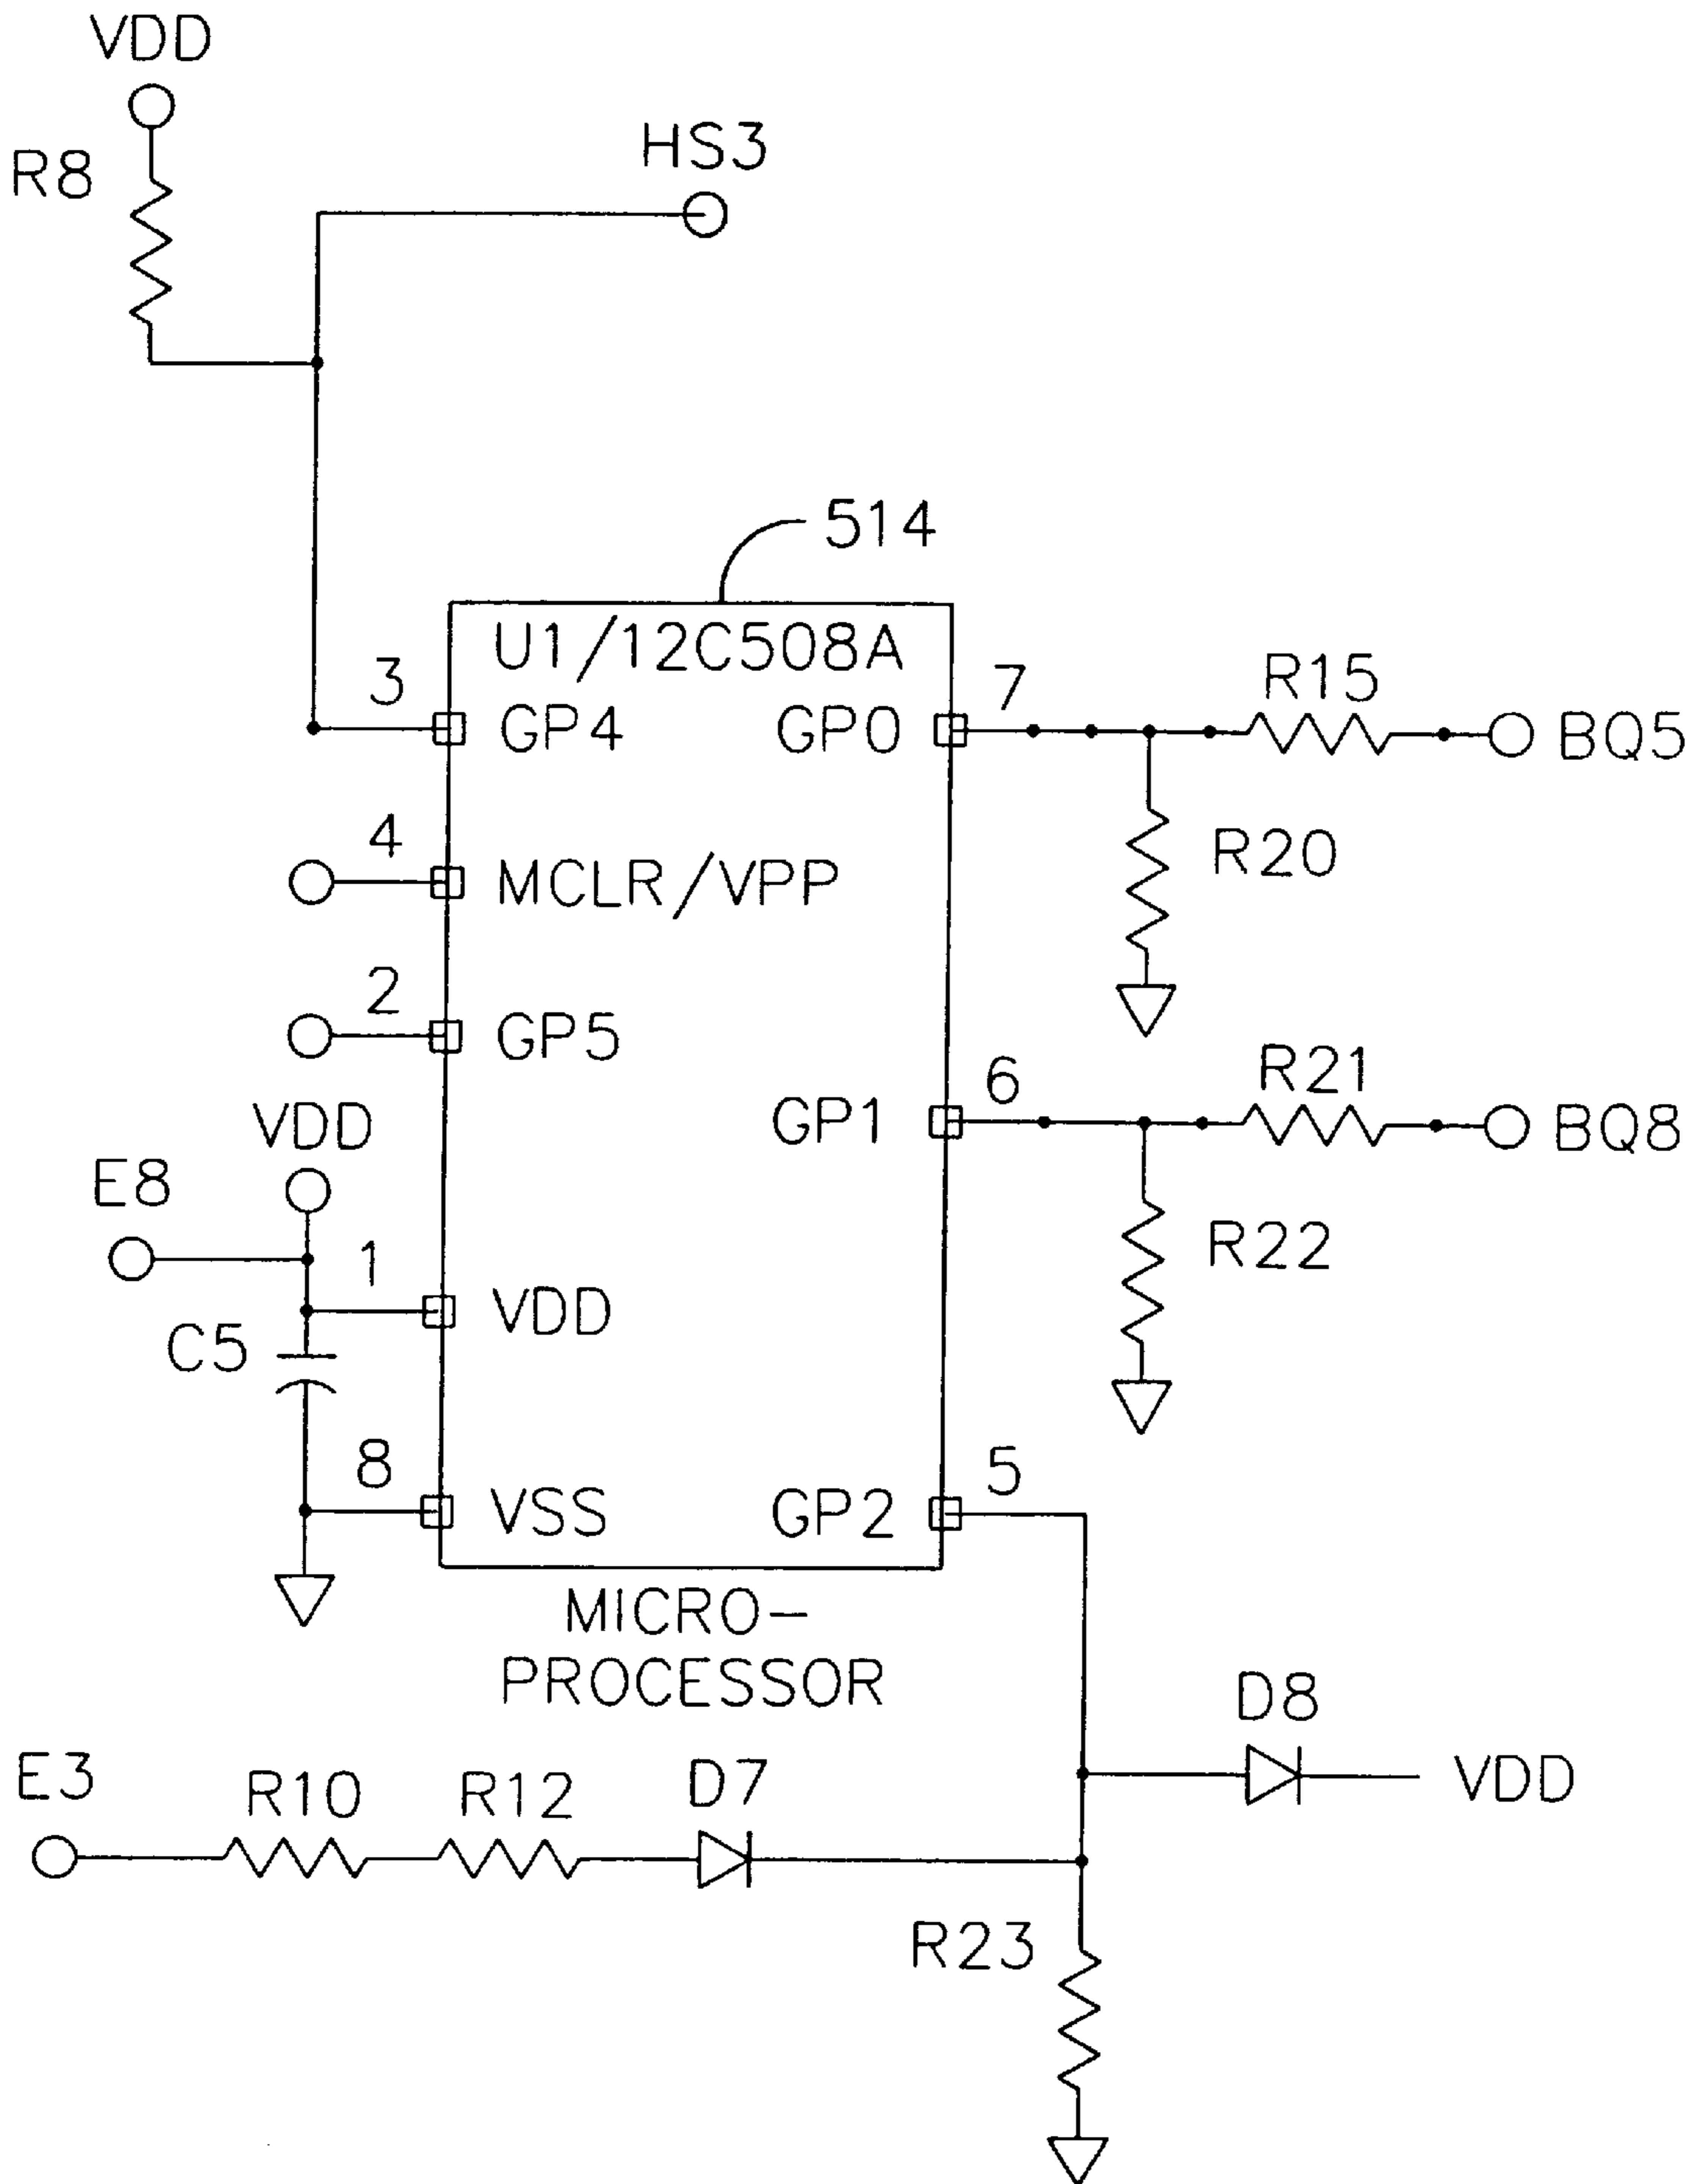 VDD
R8
HS3
514
U1/12C508A
3
GP4
GP0
7
R15
BQ5
4
MCLR/VPP
R20
2
GP5
6
R21
GP1
BQ8
VDD
E8
R22
1
VDD
C5
8
VSS
GP2
5
MICRO-
PROCESSOR
D8
VDD
E3
R10
R12
D7
R23